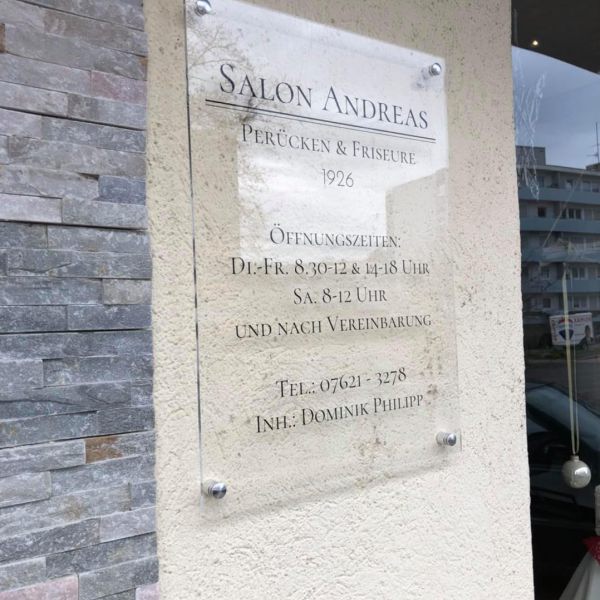 Salon Andreas
Perücken & Friseure
1926
Öffnungszeiten:
Di.-Fr. 8.30-12 & 14-18 Uhr
Sa. 8-12 Uhr
und nach Vereinbarung
Tel.: 07621 - 3278
Inh.: Dominik Philipp